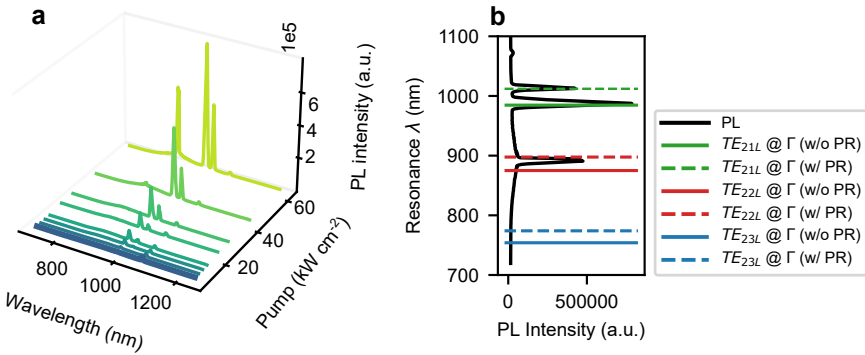 a
1e5
PL intensity (a.u.)
6
4
2
60
40
20
Pump (KW cm⁻²)
800
1000
1200
Wavelength (nm)
b
1100
1000
900
800
700
Resonance λ (nm)
0
500000
PL Intensity (a.u.)
PL
TE₂₁L @ Γ (w/o PR)
TE₂₁L @ Γ (w/ PR)
TE₂₂L @ Γ (w/o PR)
TE₂₂L @ Γ (w/ PR)
TE₂₃L @ Γ (w/o PR)
TE₂₃L @ Γ (w/ PR)